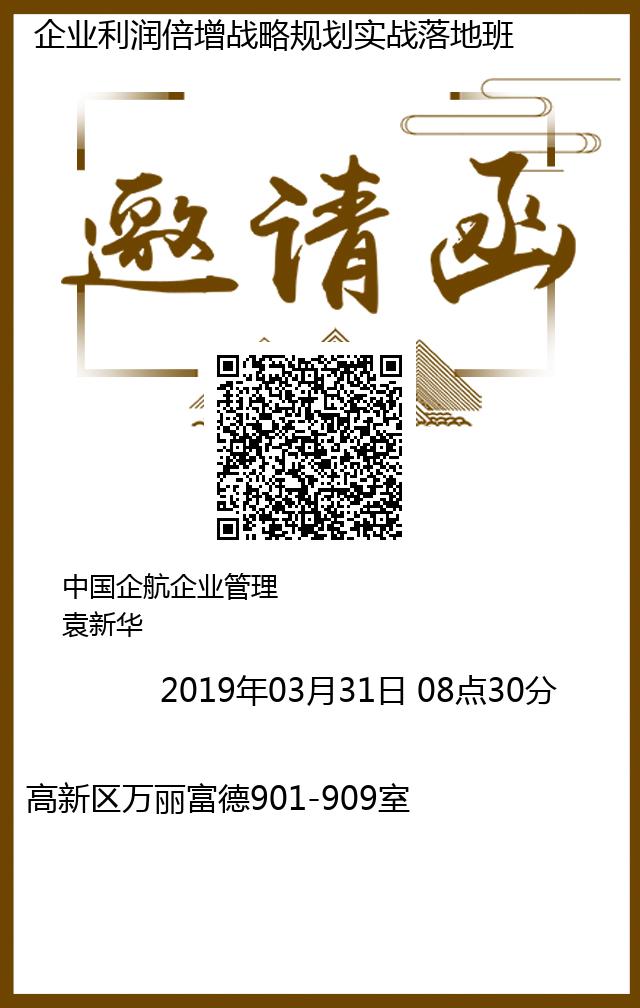 企业利润倍增战略规划实战落地班
邀请函
中国企航企业管理
袁新华
2019年03月31日 08点30分
高新区万丽富德901-909室